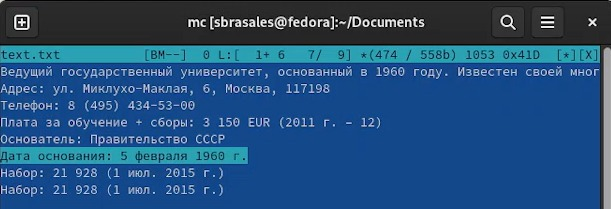 mc [sbrasales@fedora]:~/Documents
text.txt [BM--] 0 L:[ 1+ 6 7/ 9] *(474 / 558b) 1053 0x41D [*][X]
Ведущий государственный университет, основанный в 1960 году. Известен своей мног
Адрес: ул. Миклухо-Маклая, 6, Москва, 117198
Телефон: 8 (495) 434-53-00
Плата за обучение + сборы: 3 150 EUR (2011 г. – 12)
Основатель: Правительство СССР
Дата основания: 5 февраля 1960 г.
Набор: 21 928 (1 июл. 2015 г.)
Набор: 21 928 (1 июл. 2015 г.)